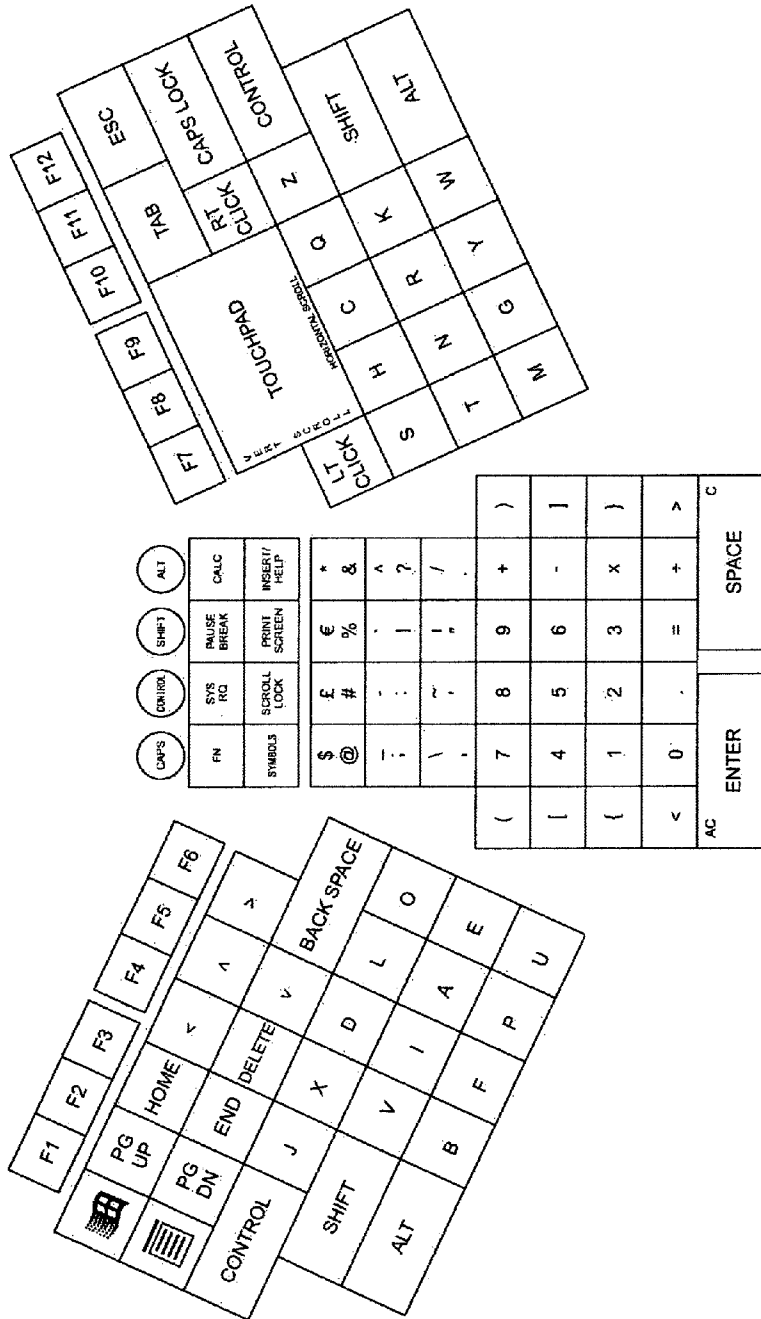 F1 F2 F3
F4 F5 F6
PG UP
HOME
< ^ >
PG DN
END
DELETE
v
BACK SPACE
CONTROL
J X D L O
SHIFT
V I A E
ALT
B F P U
CAPS CONTROL SHIFT ALT
FN
SYS RQ
PAUSE BREAK
CALC
SYMBOLS
SCROLL LOCK
PRINT SCREEN
INSERT/ HELP
$ £ € *
@ # % &
^
; : ?
\ ~ /
( 7 8 9 + )
[ 4 5 6 - ]
{ 1 2 3 x }
< 0 . = ÷ >
AC
ENTER
SPACE
C
F7 F8 F9
F10 F11 F12
TAB
ESC
TOUCHPAD
VERT SCROLL
HORIZONTAL SCROLL
RT CLICK
CAPS LOCK
LT CLICK
S H C Q Z
CONTROL
T N R K
SHIFT
M G Y W
ALT